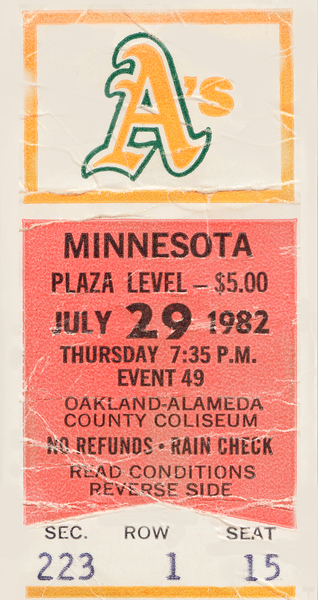 A's
MINNESOTA
PLAZA LEVEL – $5.00
JULY 29 1982
THURSDAY 7:35 P.M.
EVENT 49
OAKLAND-ALAMEDA
COUNTY COLISEUM
NO REFUNDS • RAIN CHECK
READ CONDITIONS
REVERSE SIDE
SEC. ROW SEAT
223 1 15